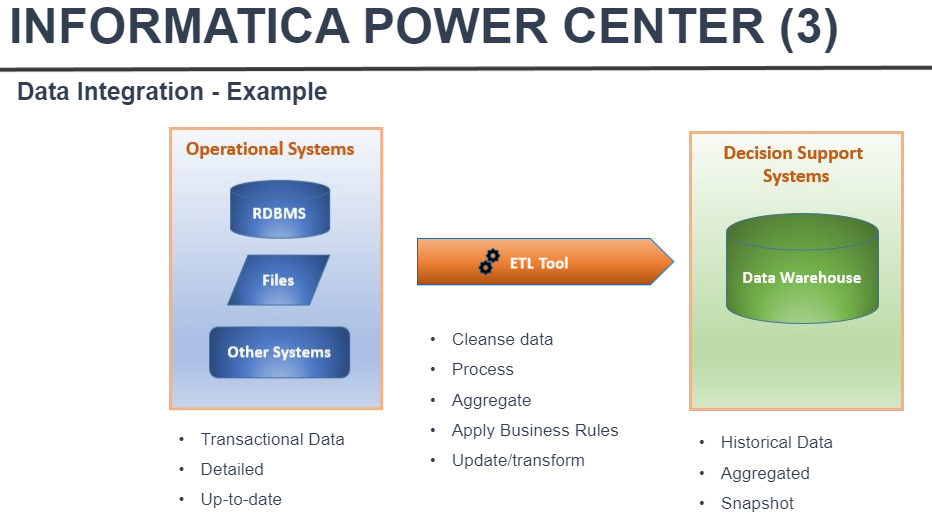 INFORMATICA POWER CENTER (3)
Data Integration - Example
Operational Systems
RDBMS
Files
Other Systems
• Transactional Data
• Detailed
• Up-to-date
ETL Tool
• Cleanse data
• Process
• Aggregate
• Apply Business Rules
• Update/transform
Decision Support
Systems
Data Warehouse
• Historical Data
• Aggregated
• Snapshot